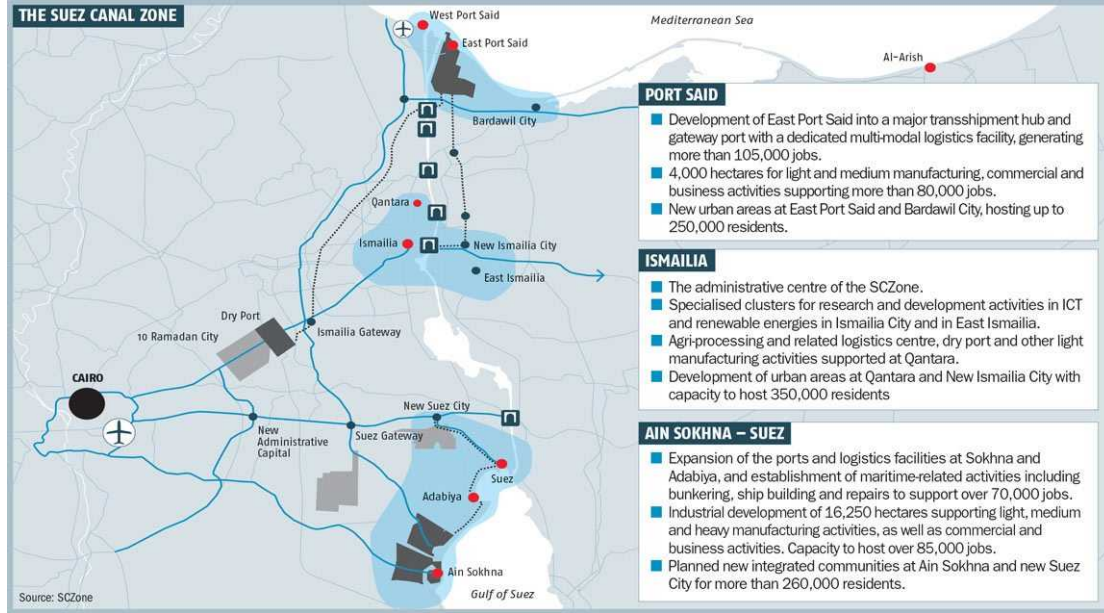 THE SUEZ CANAL ZONE
West Port Said
East Port Said
Mediterranean Sea
Al-Arish
Bardawil City
Qantara
Ismailia
New Ismailia City
East Ismailia
Dry Port
10 Ramadan City
Ismailia Gateway
CAIRO
New Suez City
New
Administrative
Capital
Suez Gateway
Suez
Adabiya
Ain Sokhna
Gulf of Suez
Source: SCZone
PORT SAID
Development of East Port Said into a major transshipment hub and
gateway port with a dedicated multi-modal logistics facility, generating
more than 105,000 jobs.
4,000 hectares for light and medium manufacturing, commercial and
business activities supporting more than 80,000 jobs.
New urban areas at East Port Said and Bardawil City, hosting up to
250,000 residents.
ISMAILIA
The administrative centre of the SCZone.
Specialised clusters for research and development activities in ICT
and renewable energies in Ismailia City and in East Ismailia.
Agri-processing and related logistics centre, dry port and other light
manufacturing activities supported at Qantara.
Development of urban areas at Qantara and New Ismailia City with
capacity to host 350,000 residents
AIN SOKHNA – SUEZ
Expansion of the ports and logistics facilities at Sokhna and
Adabiya, and establishment of maritime-related activities including
bunkering, ship building and repairs to support over 70,000 jobs.
Industrial development of 16,250 hectares supporting light, medium
and heavy manufacturing activities, as well as commercial and
business activities. Capacity to host over 85,000 jobs.
Planned new integrated communities at Ain Sokhna and new Suez
City for more than 260,000 residents.